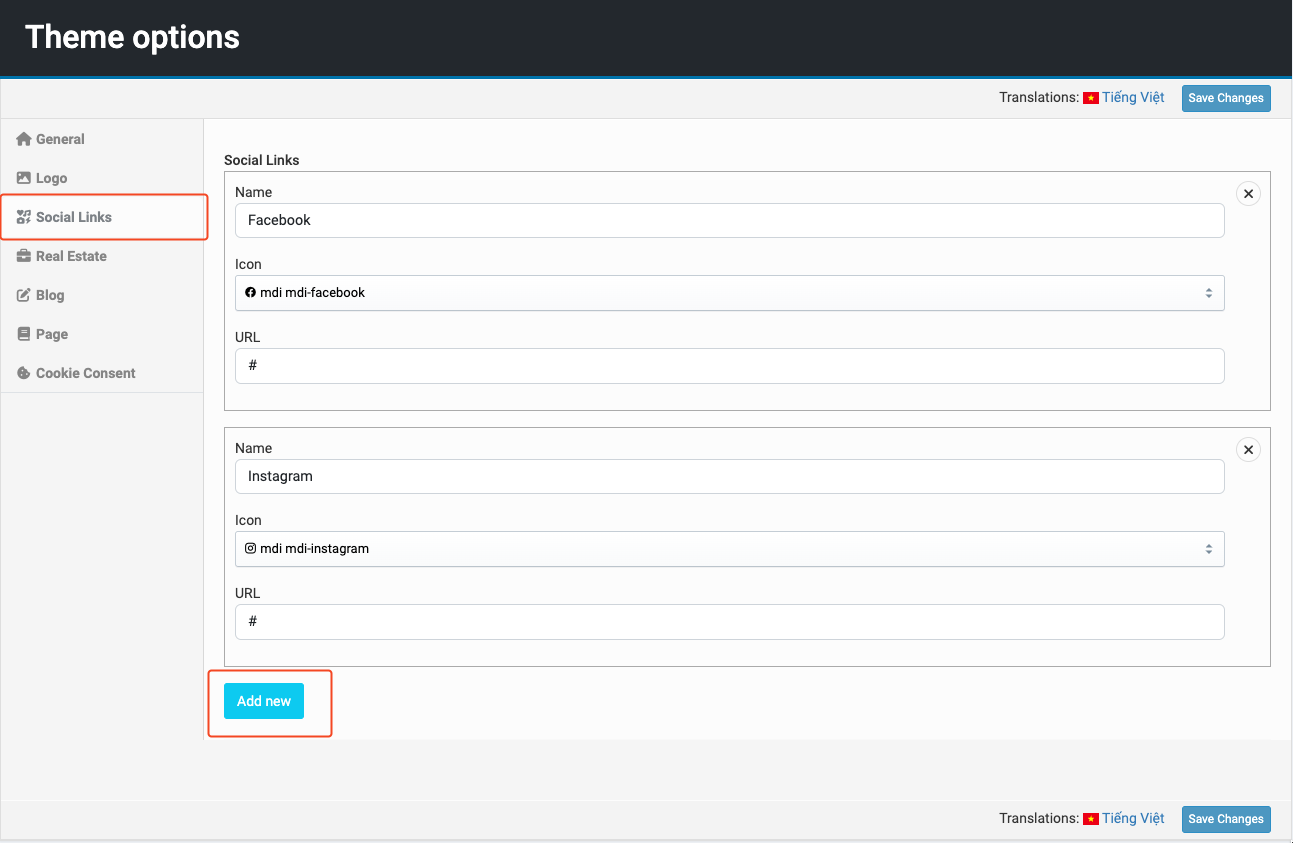 Theme options
Translations: Tiếng Việt Save Changes
General
Logo
Social Links
Real Estate
Blog
Page
Cookie Consent
Social Links
Name
Facebook
Icon
mdi mdi-facebook
URL
#
Name
Instagram
Icon
mdi mdi-instagram
URL
#
Add new
Translations: Tiếng Việt Save Changes